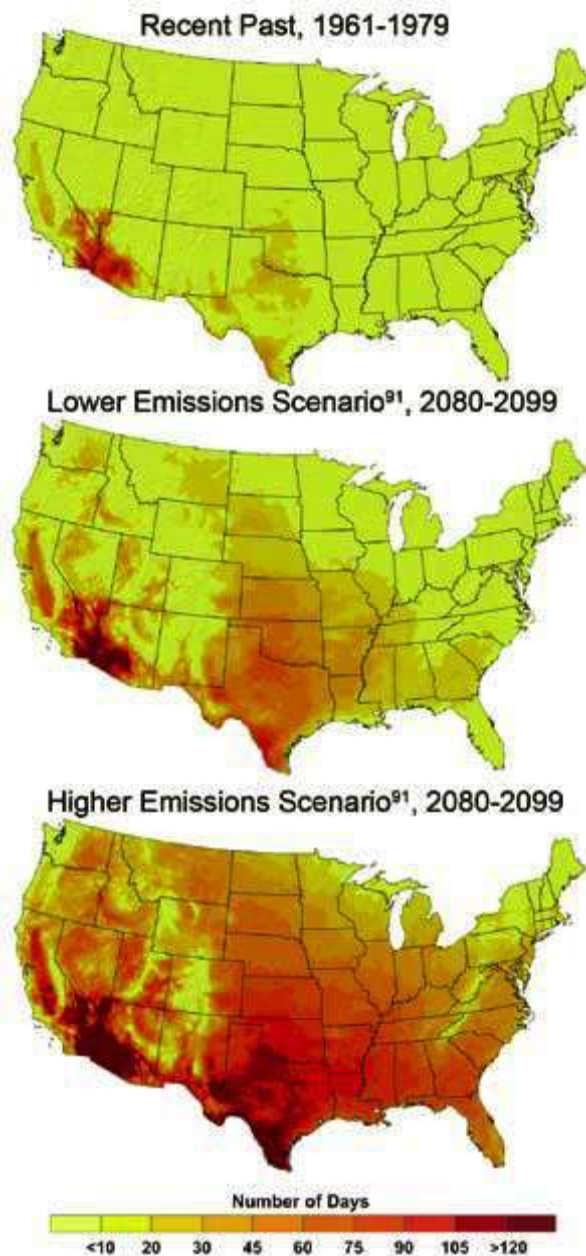 Recent Past, 1961-1979
Lower Emissions Scenario⁹¹, 2080-2099
Higher Emissions Scenario⁹¹, 2080-2099
Number of Days
<10 20 30 45 60 75 90 105 >120